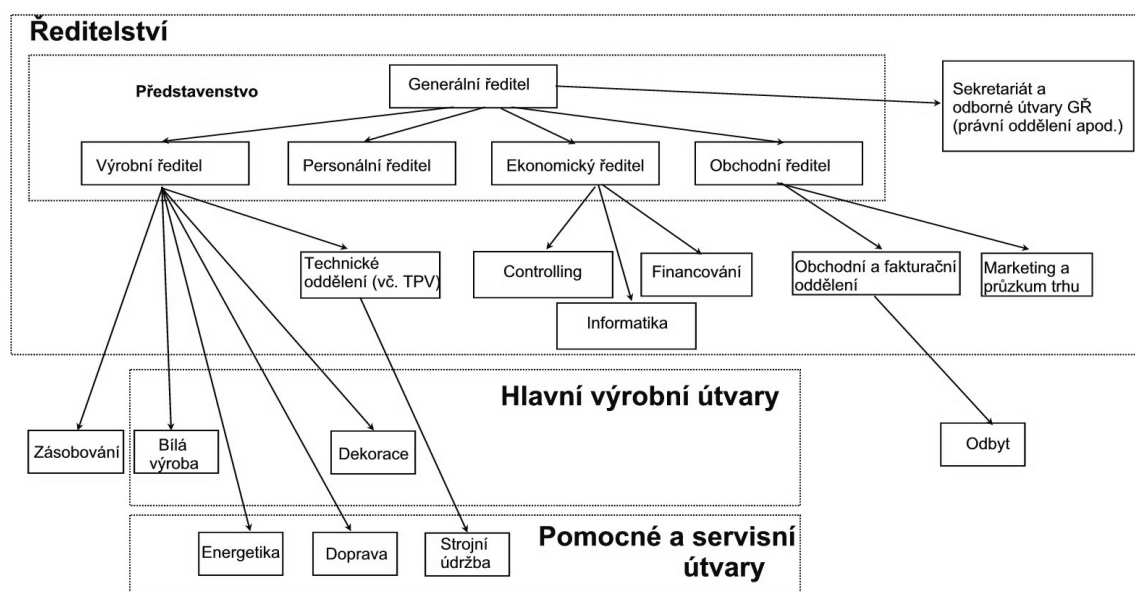 Ředitelství
Představenstvo
Generální ředitel
Sekretariát a
odborné útvary GŘ
(právní oddělení apod.)
Výrobní ředitel
Personální ředitel
Ekonomický ředitel
Obchodní ředitel
Technické
oddělení (vč. TPV)
Controlling
Financování
Obchodní a fakturační
oddělení
Marketing a
průzkum trhu
Informatika
Hlavní výrobní útvary
Zásobování
Bílá
výroba
Dekorace
Odbyt
Pomocné a servisní
útvary
Energetika
Doprava
Strojní
údržba